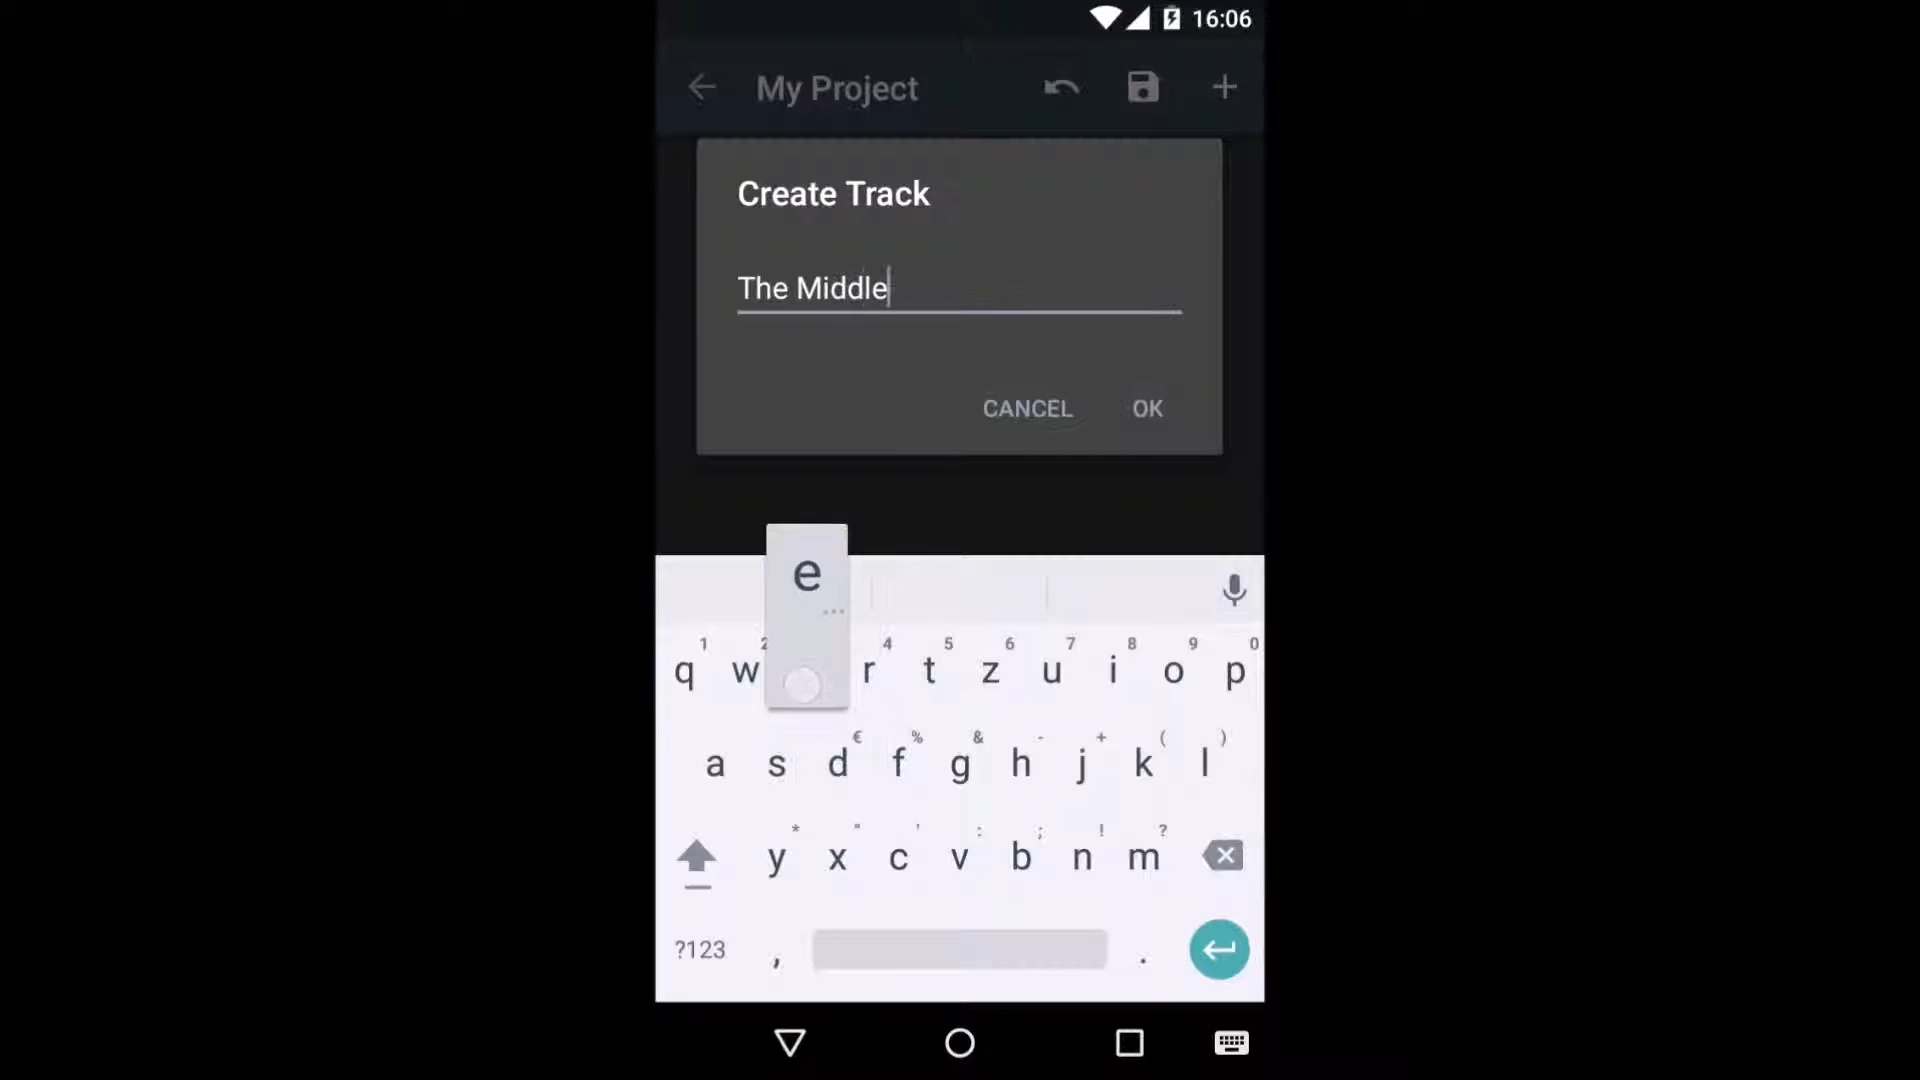 16:06
My Project
Create Track
The Middle
CANCEL OK
e
...
1 2 4 5 6 7 8 9 0
q w r t z u i o p
€ % & - + ( )
a s d f g h j k l
* " ' : ; ! ?
y x c v b n m
?123 , .